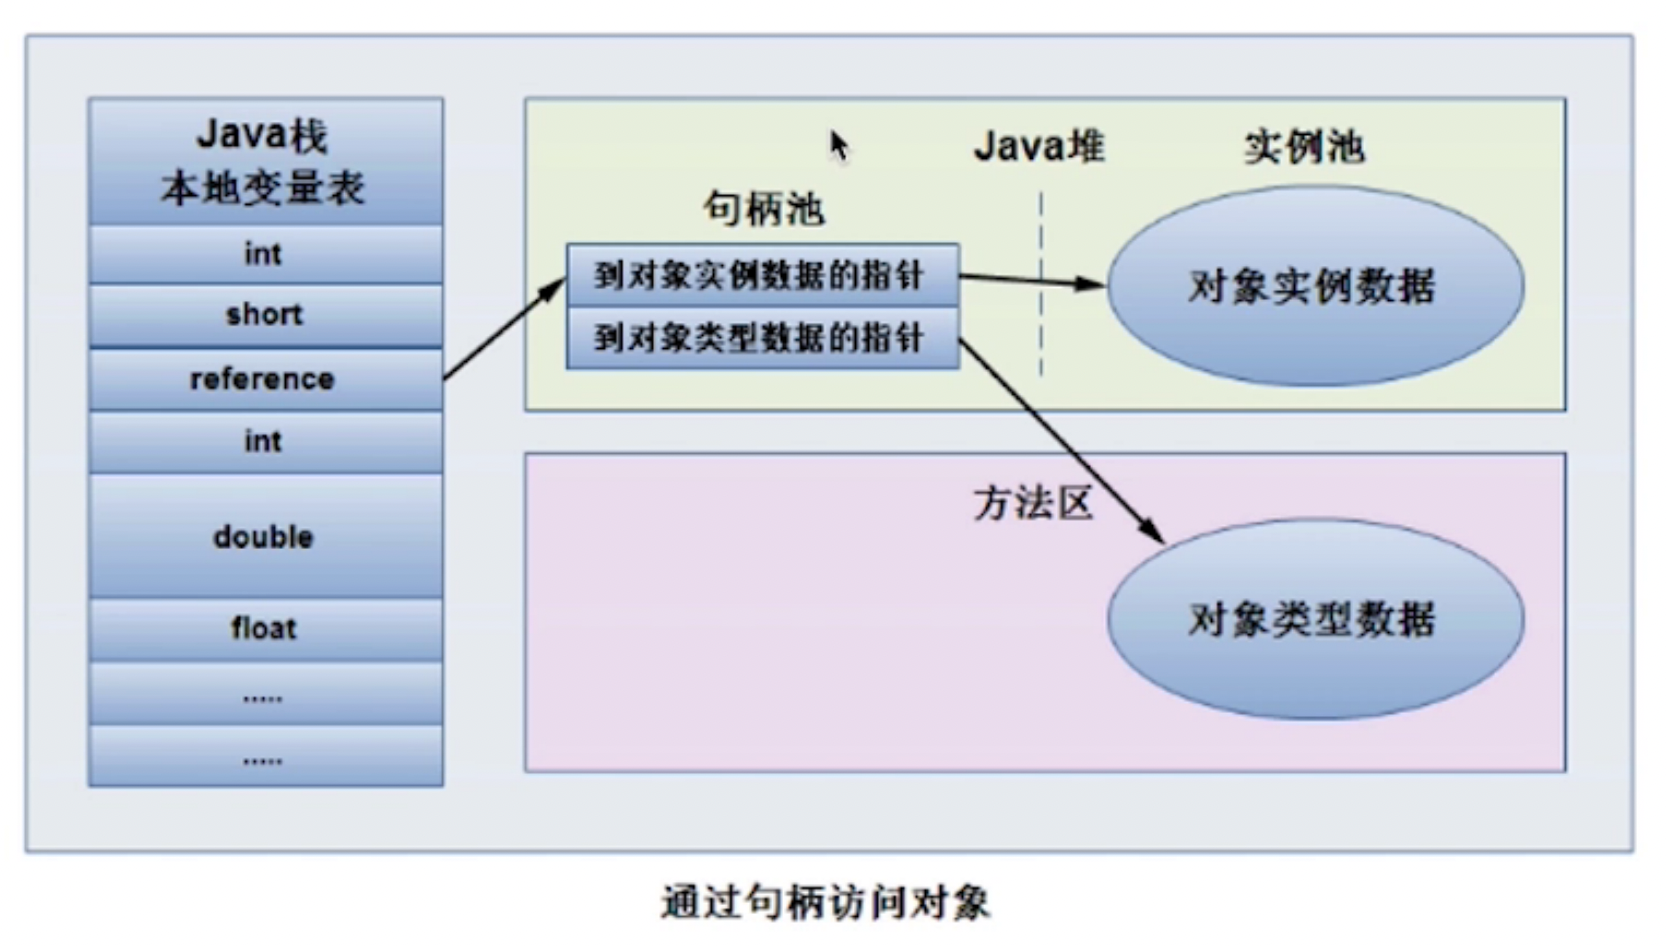 Java栈
本地变量表
int
short
reference
int
double
float
.....
.....
Java堆
实例池
句柄池
到对象实例数据的指针
到对象类型数据的指针
对象实例数据
方法区
对象类型数据
通过句柄访问对象